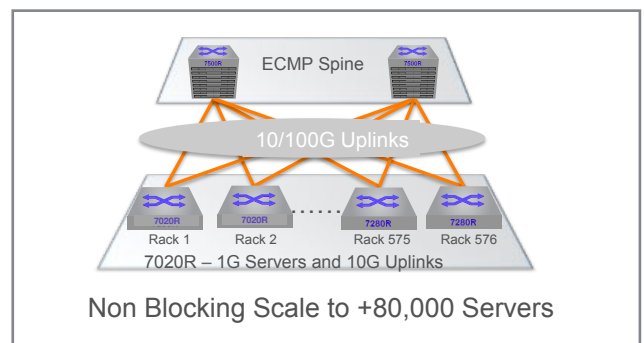 ECMP Spine
7500R
7500R
10/100G Uplinks
7020R
7020R
......
7280R
7280R
Rack 1
Rack 2
Rack 575
Rack 576
7020R – 1G Servers and 10G Uplinks
Non Blocking Scale to +80,000 Servers